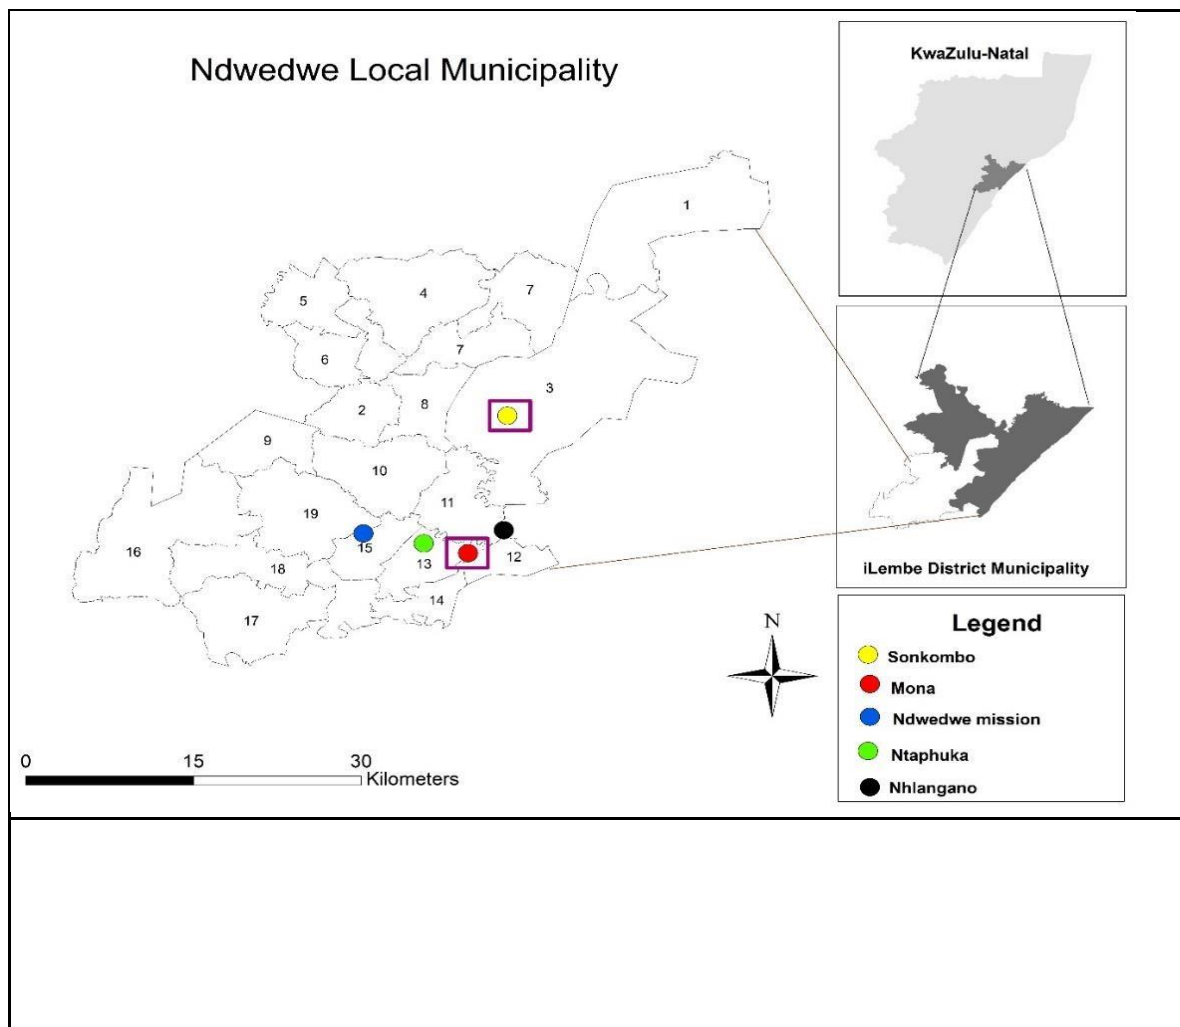 Ndwedwe Local Municipality
KwaZulu-Natal
1
4
7
5
7
6
3
2
8
9
10
11
19
16
15
12
13
18
14
17
iLembe District Municipality
N
Legend
Sonkombo
Mona
Ndwedwe mission
Ntaphuka
Nhlangano
0 15 30
Kilometers